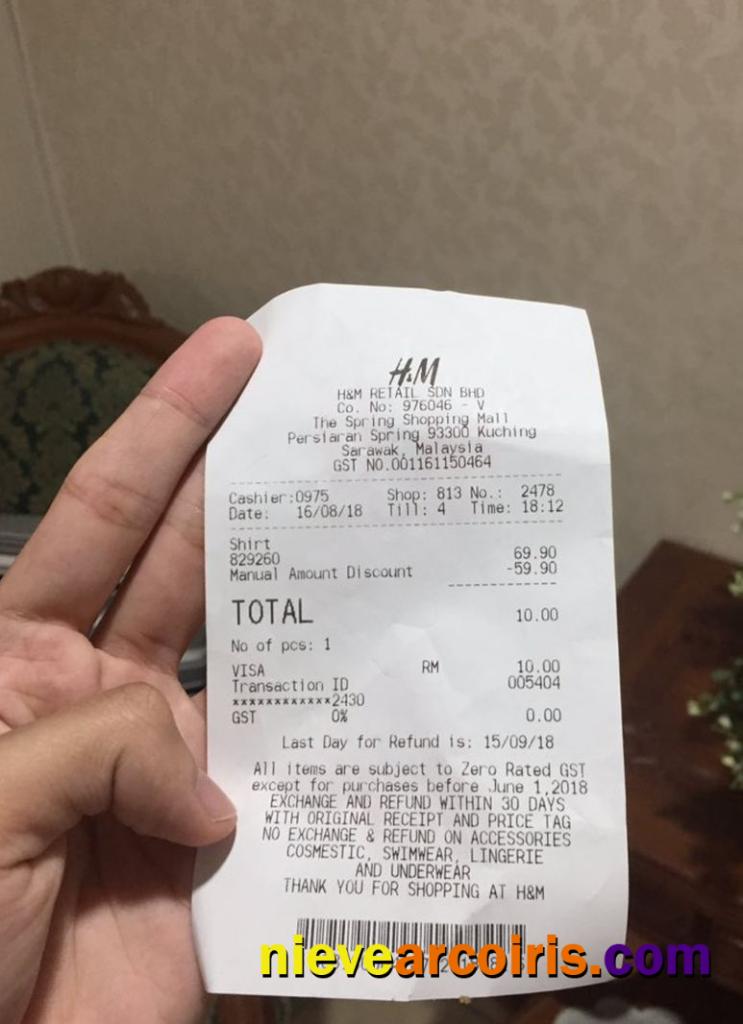 H&M
H&M RETAIL SDN BHD
Co. No: 976046 - V
The Spring Shopping Mall
Persiaran Spring 93300 Kuching
Sarawak, Malaysia
GST NO.001161150464
Cashier:0975 Shop: 813 No.: 2478
Date: 16/08/18 Till: 4 Time: 18:12
Shirt
829260 69.90
Manual Amount Discount -59.90
TOTAL 10.00
No of pcs: 1
VISA RM 10.00
Transaction ID 005404
xxxxxxxxxxxx2430
GST 0% 0.00
Last Day for Refund is: 15/09/18
All items are subject to Zero Rated GST
except for purchases before June 1,2018
EXCHANGE AND REFUND WITHIN 30 DAYS
WITH ORIGINAL RECEIPT AND PRICE TAG
NO EXCHANGE & REFUND ON ACCESSORIES
COSMESTIC, SWIMWEAR, LINGERIE
AND UNDERWEAR
THANK YOU FOR SHOPPING AT H&M
nievearcoiris.com